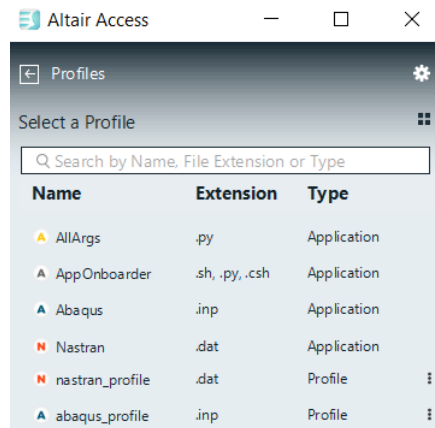 Altair Access
Profiles
Select a Profile
Search by Name, File Extension or Type
Name Extension Type
A AllArgs .py Application
A AppOnboarder .sh, .py, .csh Application
A Abaqus .inp Application
N Nastran .dat Application
N nastran_profile .dat Profile
A abaqus_profile .inp Profile